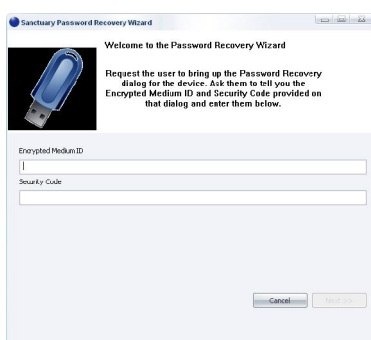 Sanctuary Password Recovery Wizard
Welcome to the Password Recovery Wizard
Request the user to bring up the Password Recovery
dialog for the device. Ask them to tell you the
Encrypted Medium ID and Security Code provided on
that dialog and enter them below.
Encrypted Medium ID
Security Code
Cancel